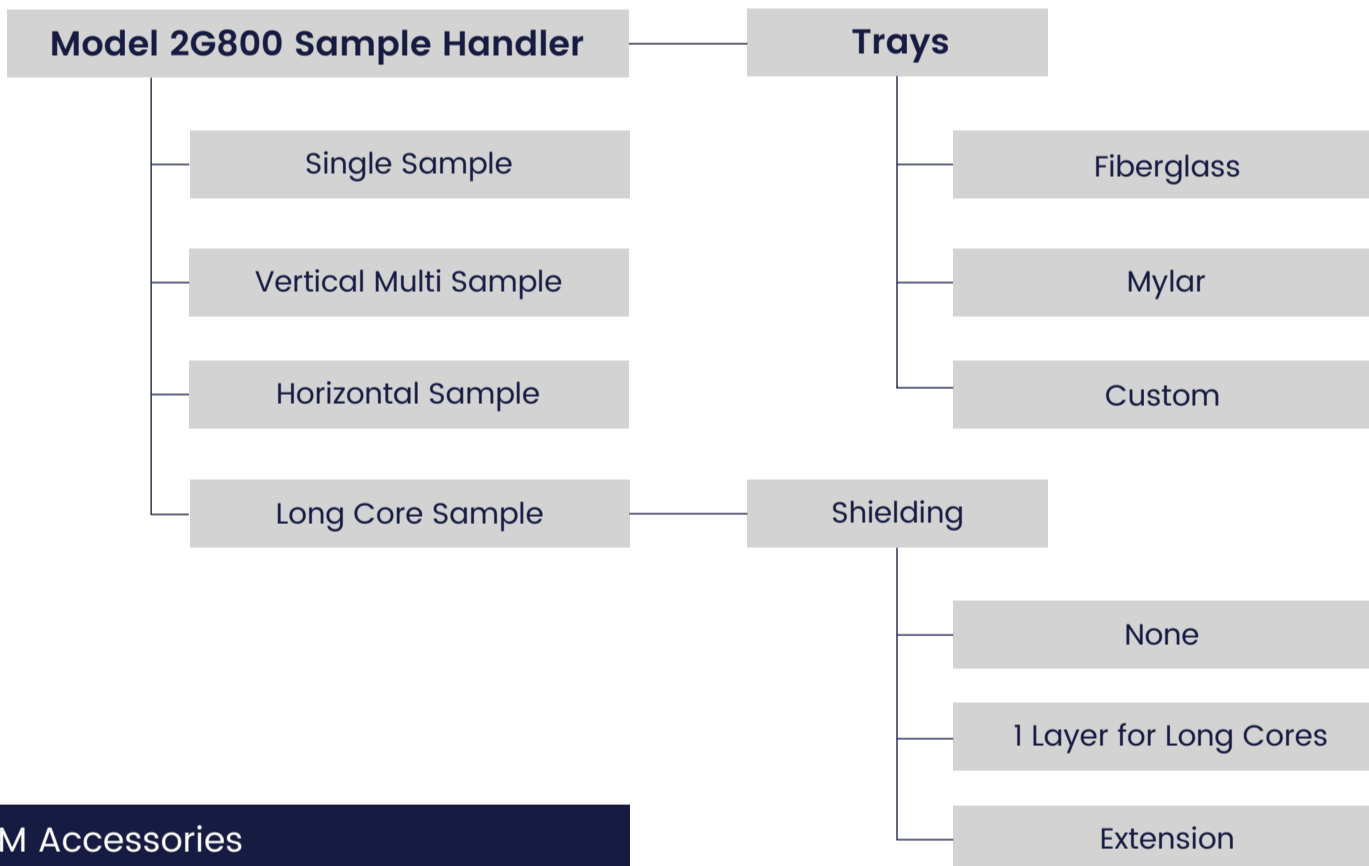 Model 2G800 Sample Handler
Trays
Single Sample
Fiberglass
Vertical Multi Sample
Mylar
Horizontal Sample
Custom
Long Core Sample
Shielding
None
1 Layer for Long Cores
M Accessories
Extension